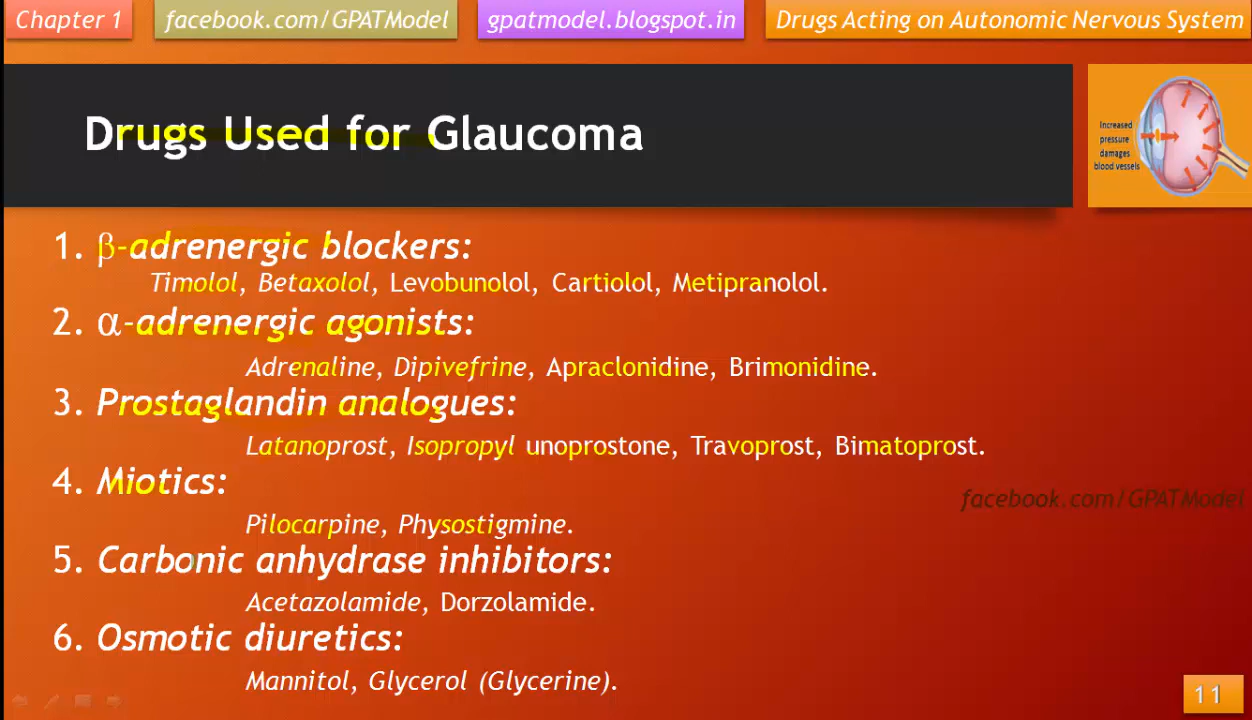 Chapter 1
facebook.com/GPATModel
gpatmodel.blogspot.in
Drugs Acting on Autonomic Nervous System
Drugs Used for Glaucoma
Increased
pressure
damages
blood vessels
1. β-adrenergic blockers:
Timolol, Betaxolol, Levobunolol, Cartiolol, Metipranolol.
2. α-adrenergic agonists:
Adrenaline, Dipivefrine, Apraclonidine, Brimonidine.
3. Prostaglandin analogues:
Latanoprost, Isopropyl unoprostone, Travoprost, Bimatoprost.
4. Miotics:
facebook.com/GPATModel
Pilocarpine, Physostigmine.
5. Carbonic anhydrase inhibitors:
Acetazolamide, Dorzolamide.
6. Osmotic diuretics:
Mannitol, Glycerol (Glycerine).
11